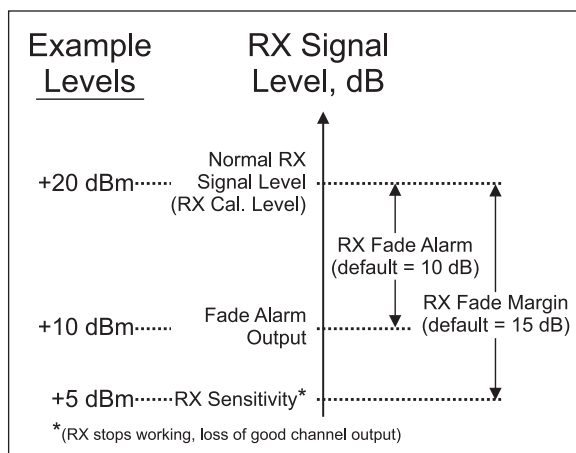 Example
Levels
RX Signal
Level, dB
+20 dBm
Normal RX
Signal Level
(RX Cal. Level)
RX Fade Alarm
(default = 10 dB)
RX Fade Margin
(default = 15 dB)
+10 dBm
Fade Alarm
Output
+5 dBm
RX Sensitivity*
*(RX stops working, loss of good channel output)